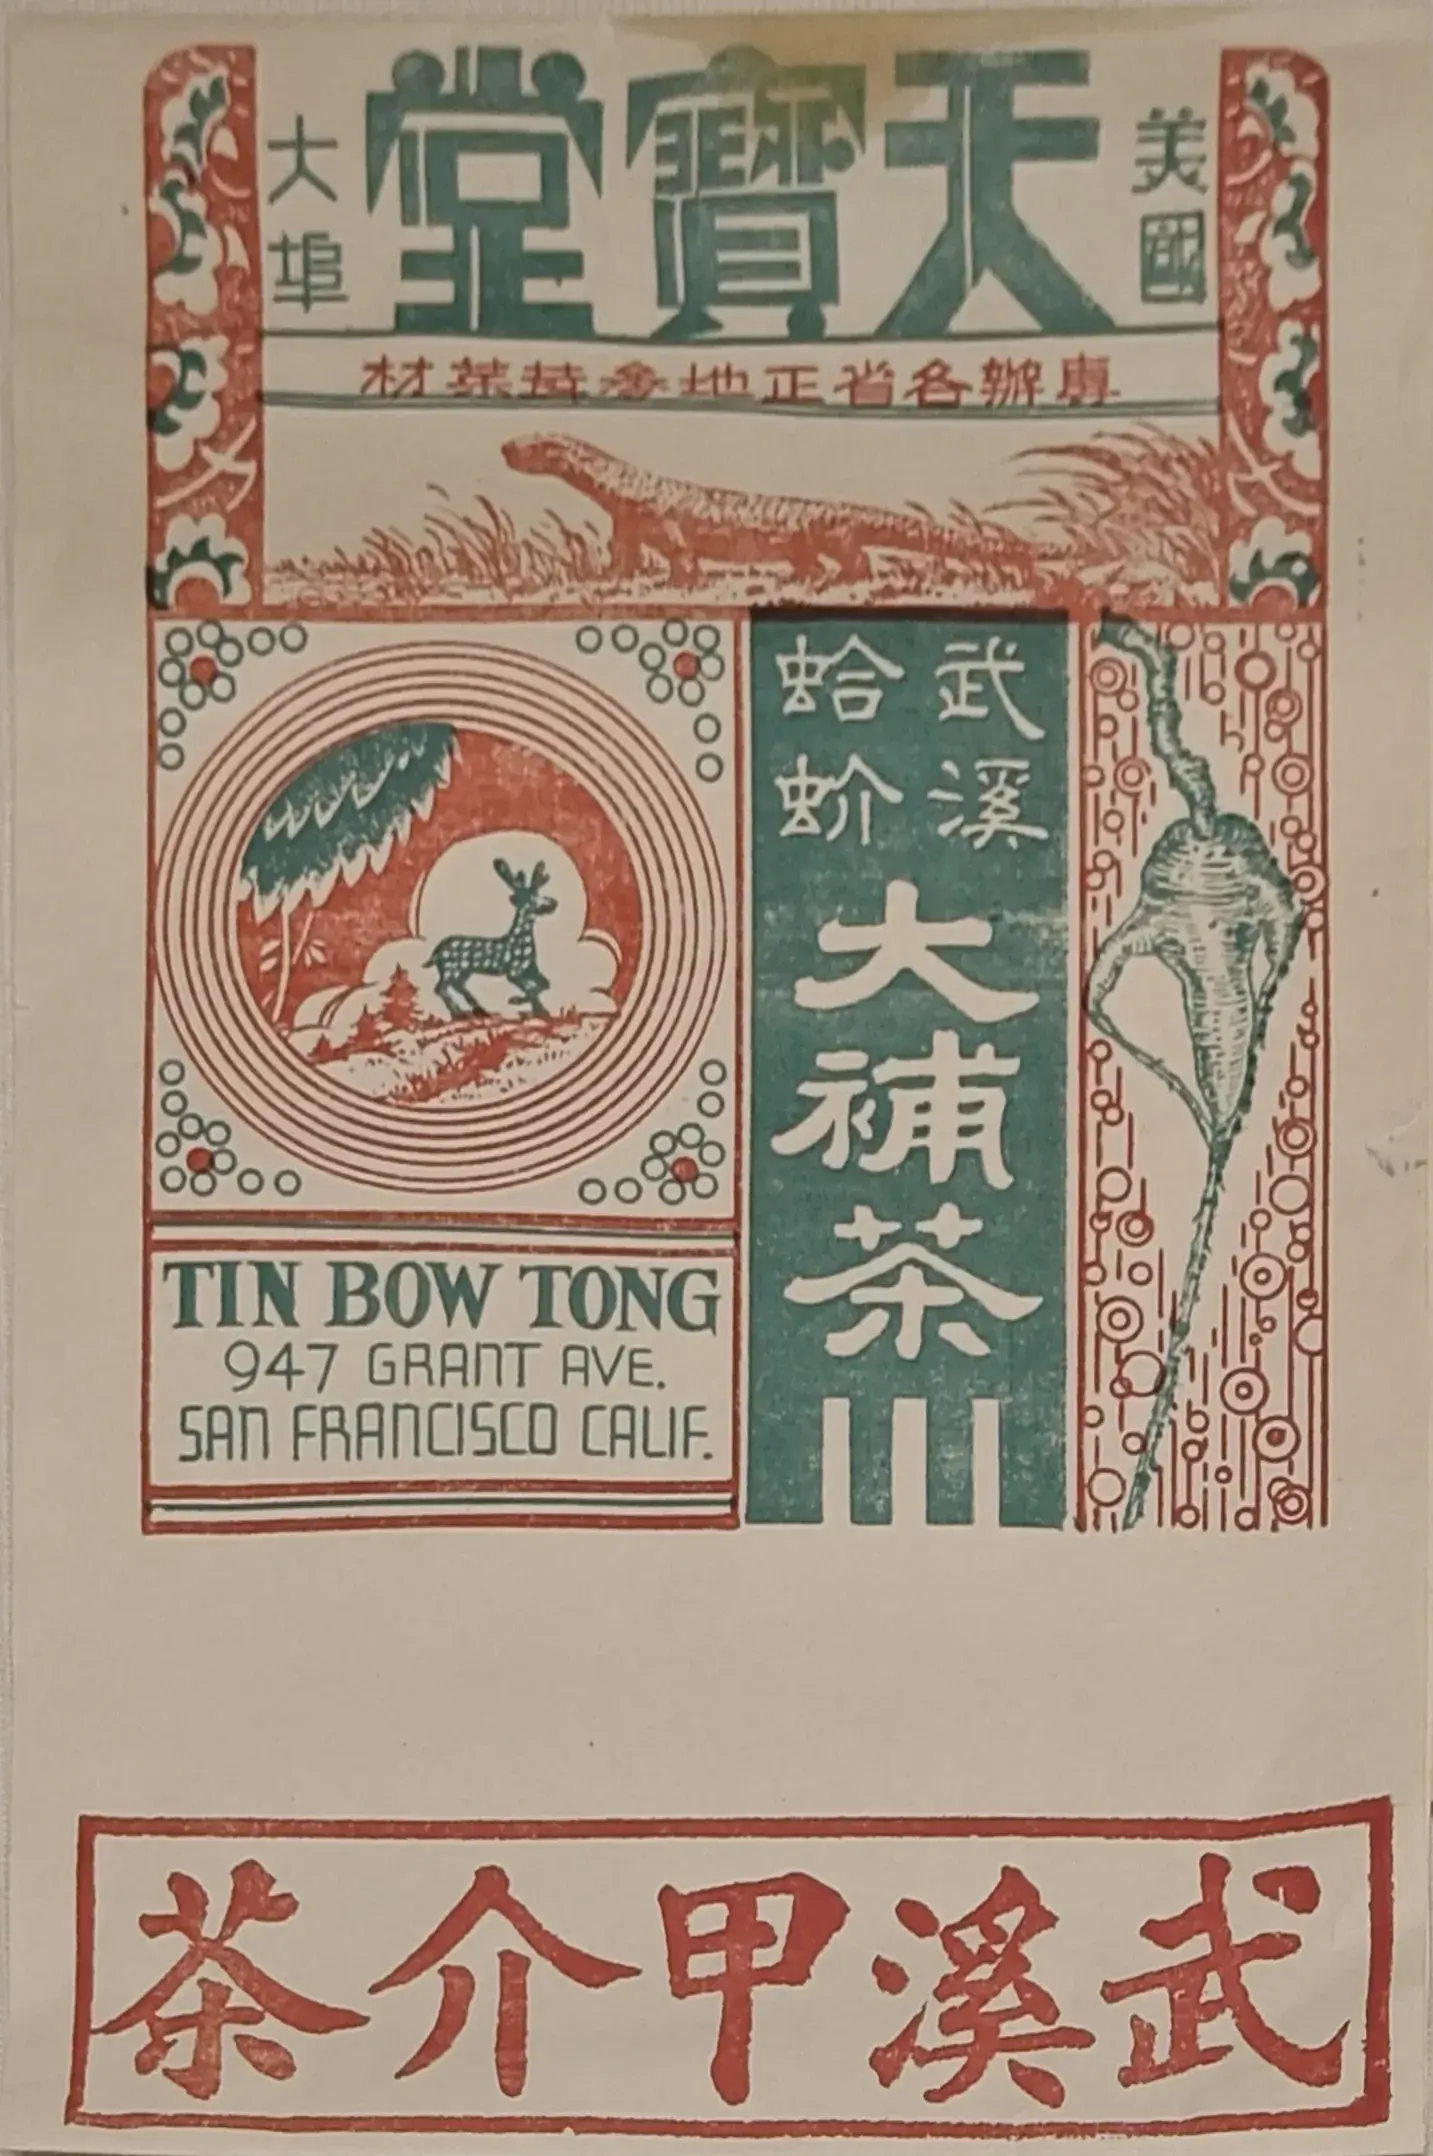 美國
天寶堂
大埠
專辦各省正地參茸藥材
武溪
蛤蚧
大補茶
TIN BOW TONG
947 GRANT AVE.
SAN FRANCISCO CALIF.
武溪甲介茶